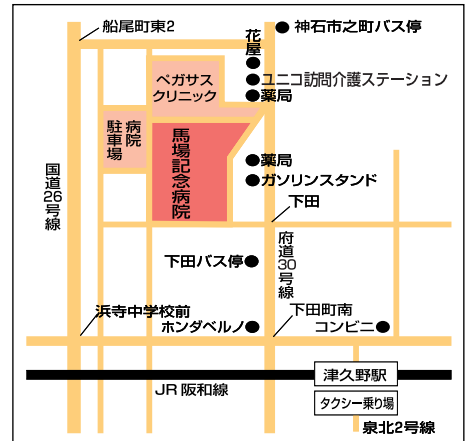 船尾町東2
神石市之町バス停
花屋
ユニコ訪問介護ステーション
薬局
ペガサス
クリニック
病院
駐車場
馬場記念病院
薬局
ガソリンスタンド
国道26号線
下田
府道30号線
下田バス停
浜寺中学校前
ホンダベルノ
下田町南
コンビニ
津久野駅
JR阪和線
タクシー乗り場
泉北2号線